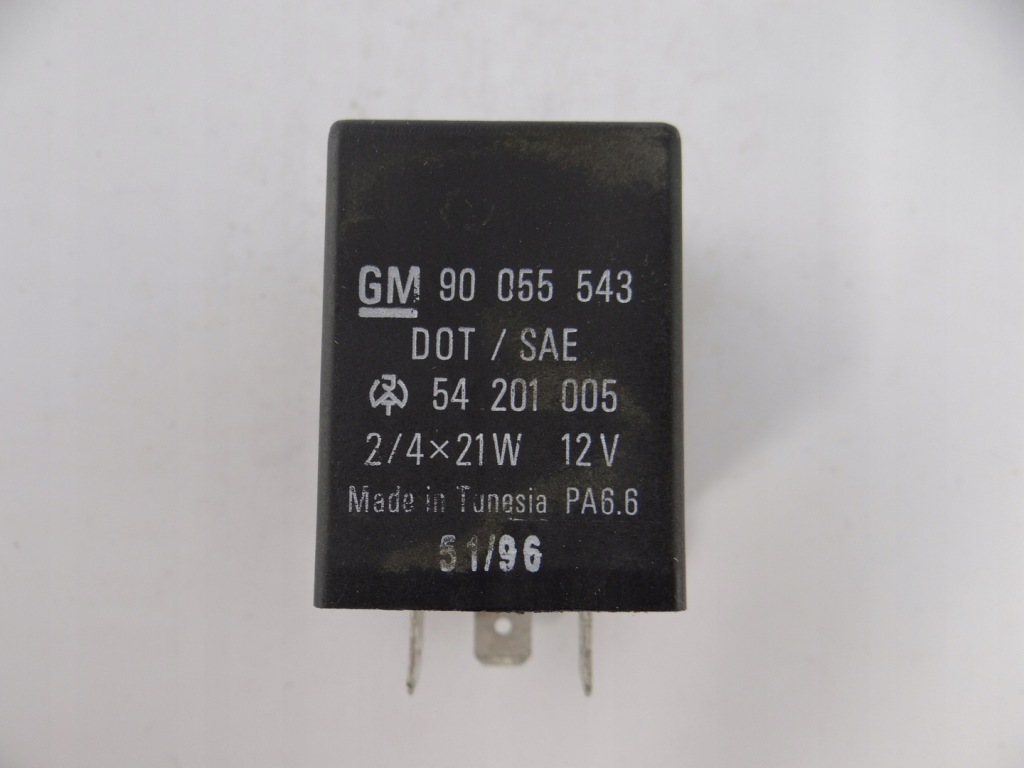 GM 90 055 543
DOT / SAE
54 201 005
2/4×21W 12V
Made in Tunesia PA6.6
51/96